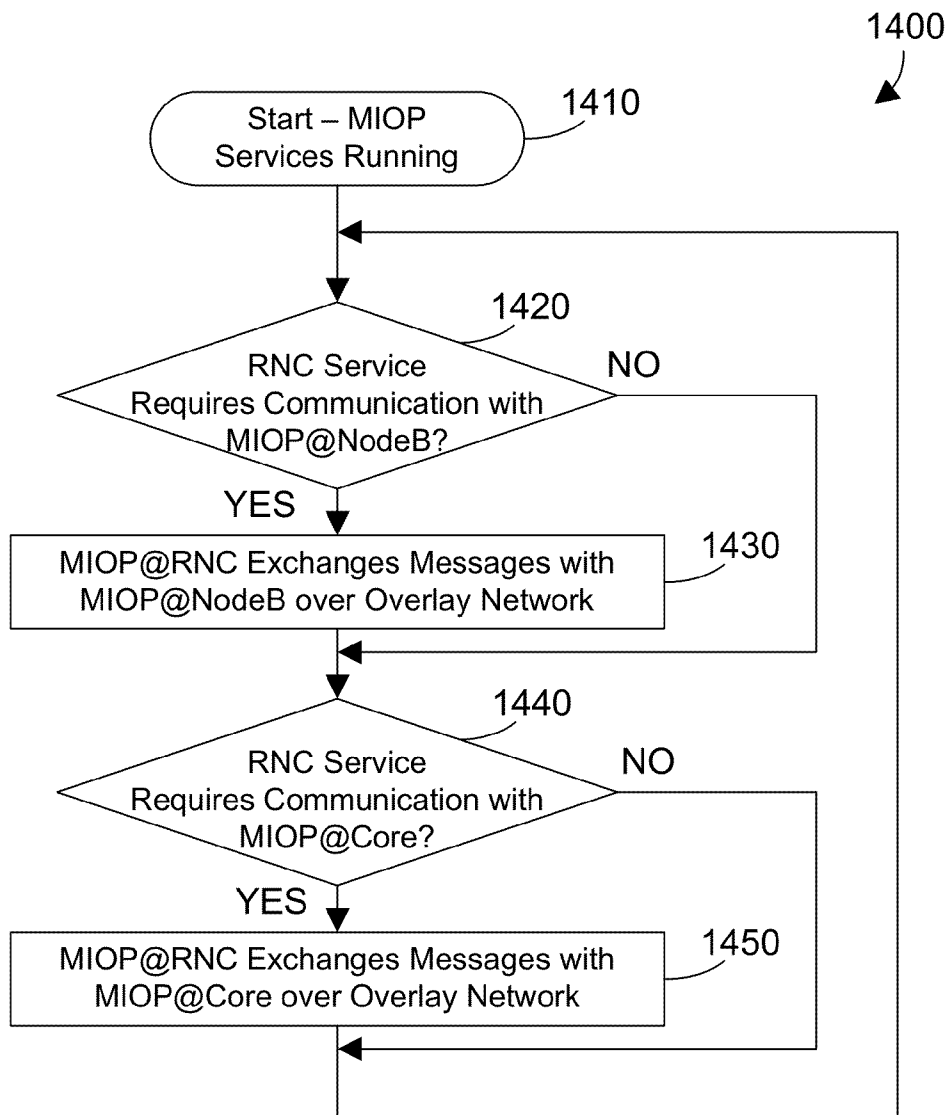 1400
Start – MIOP
Services Running
1410
1420
RNC Service
Requires Communication with
MIOP@NodeB?
NO
YES
MIOP@RNC Exchanges Messages with
MIOP@NodeB over Overlay Network
1430
1440
RNC Service
Requires Communication with
MIOP@Core?
NO
YES
MIOP@RNC Exchanges Messages with
MIOP@Core over Overlay Network
1450